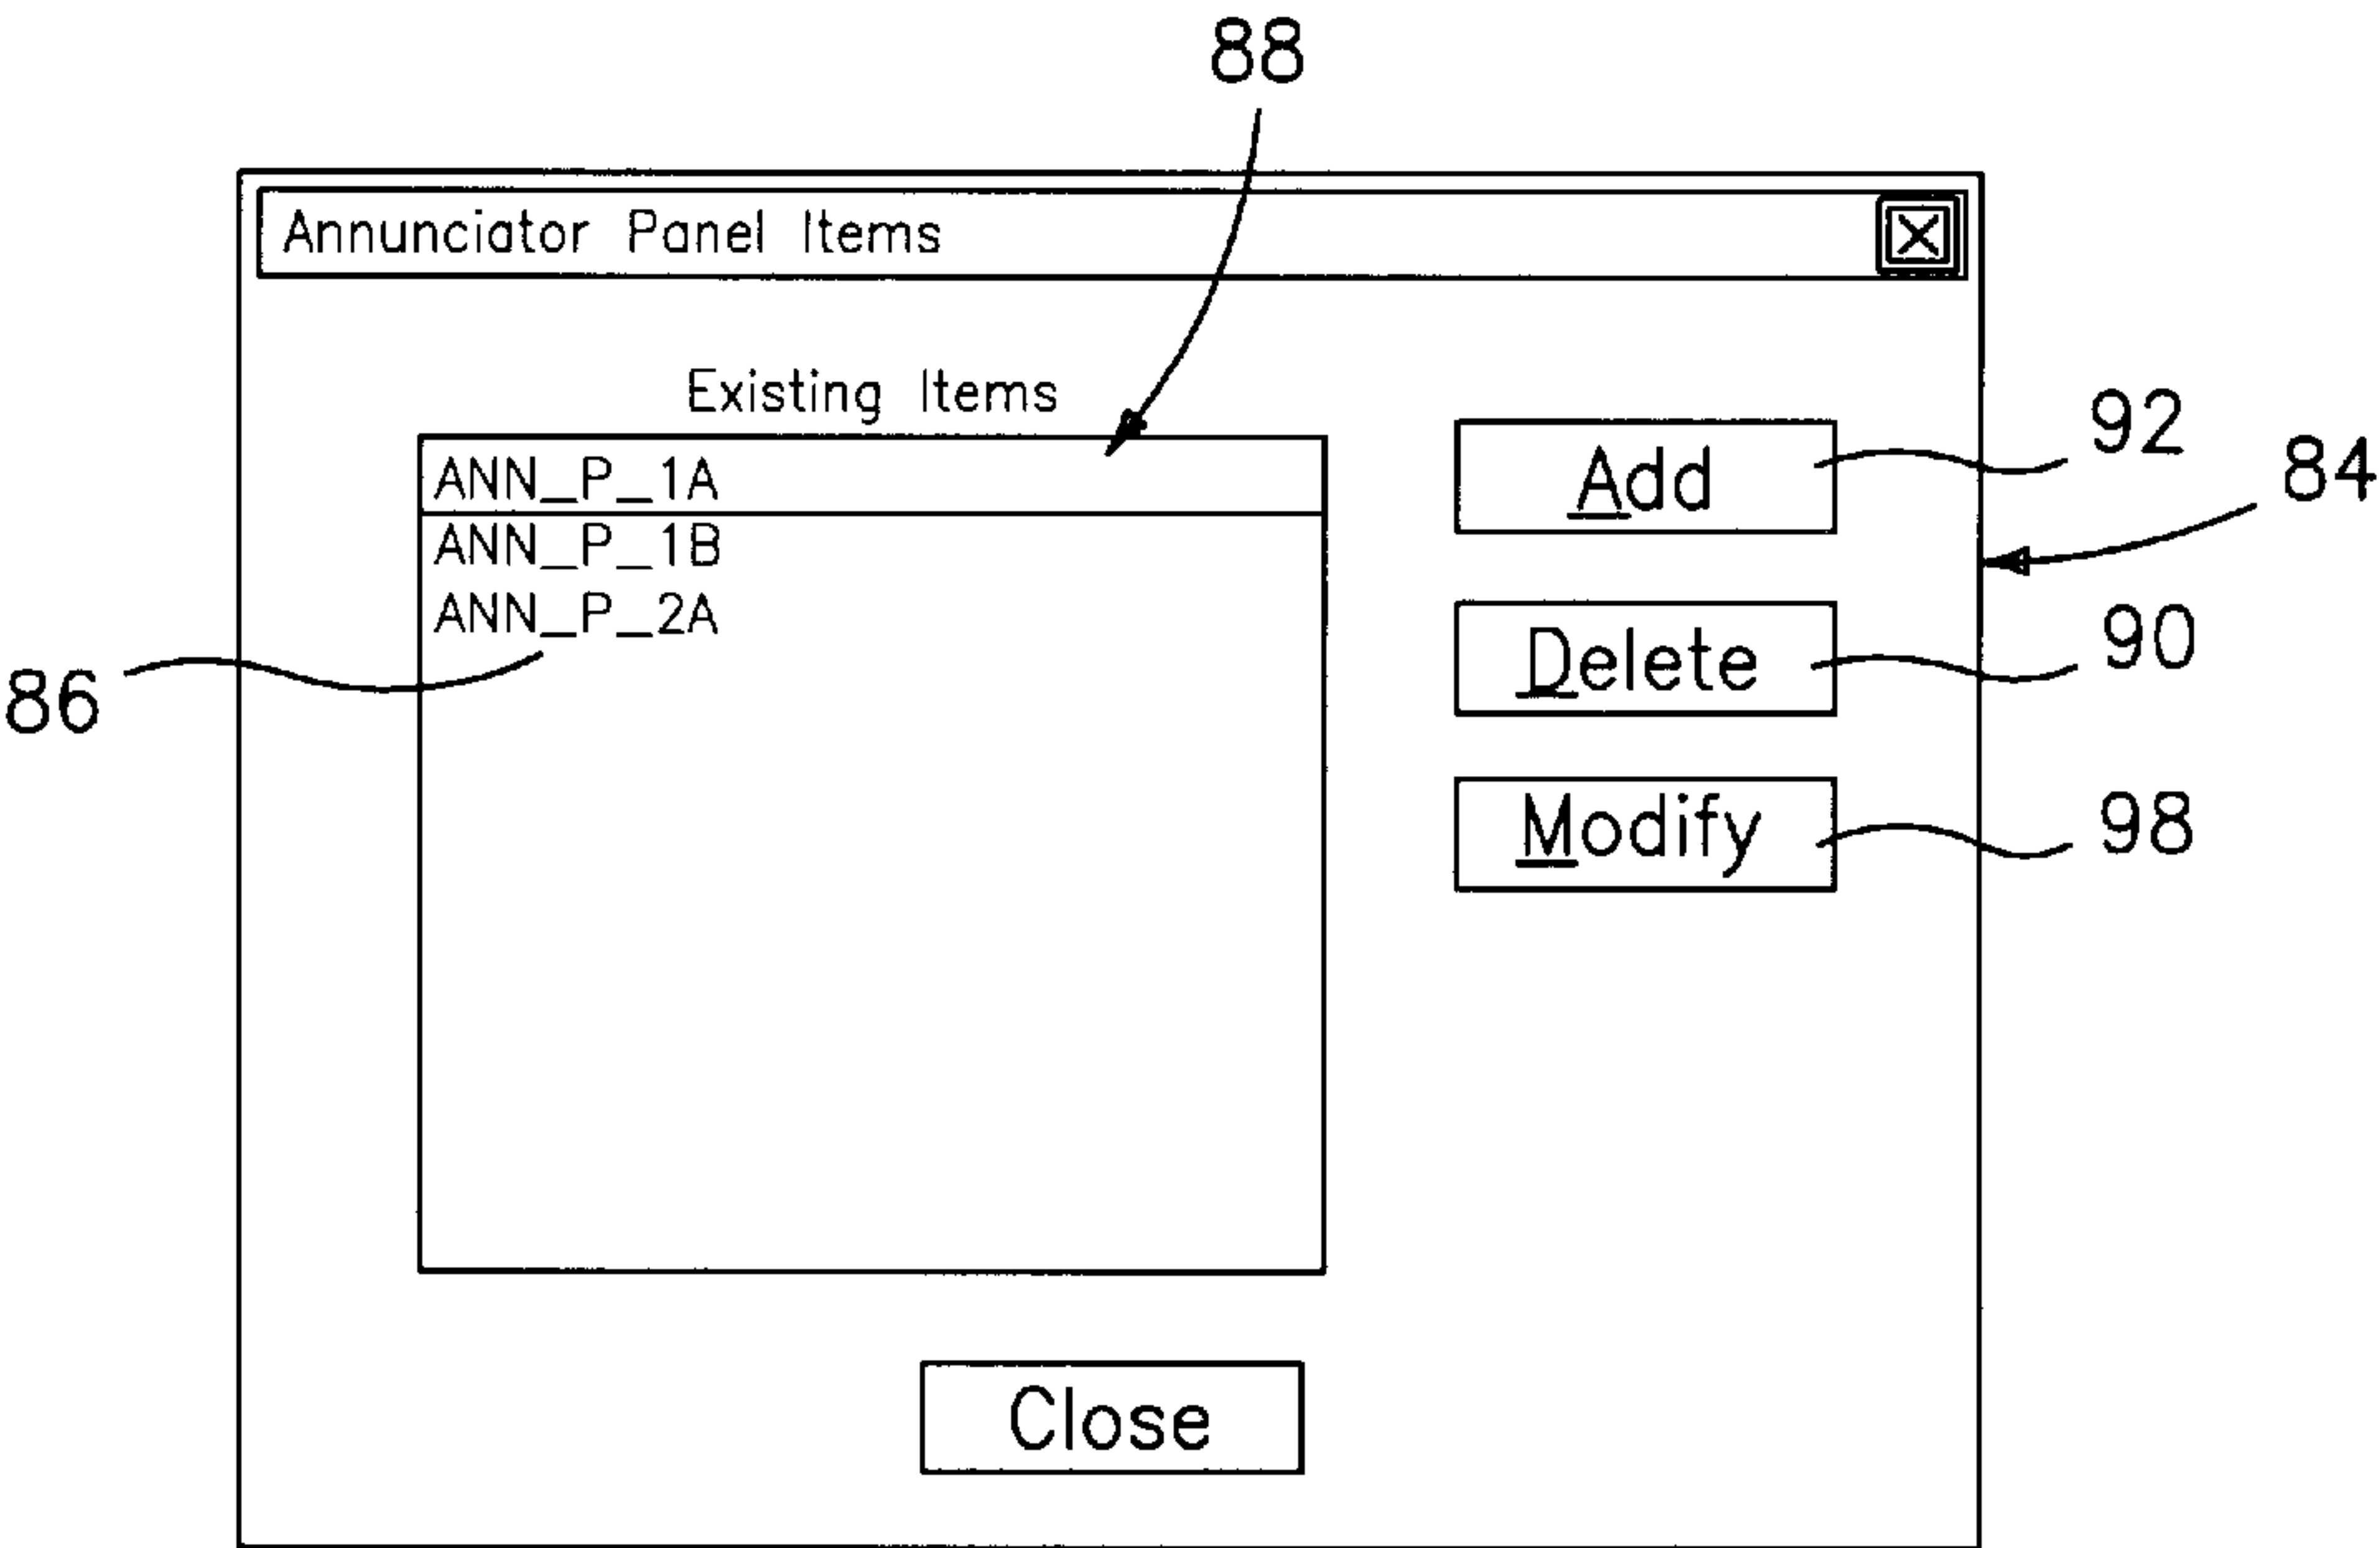 88
Annunciator Panel Items
Existing Items
ANN_P_1A
ANN_P_1B
ANN_P_2A
86
Add
92
84
Delete
90
Modify
98
Close